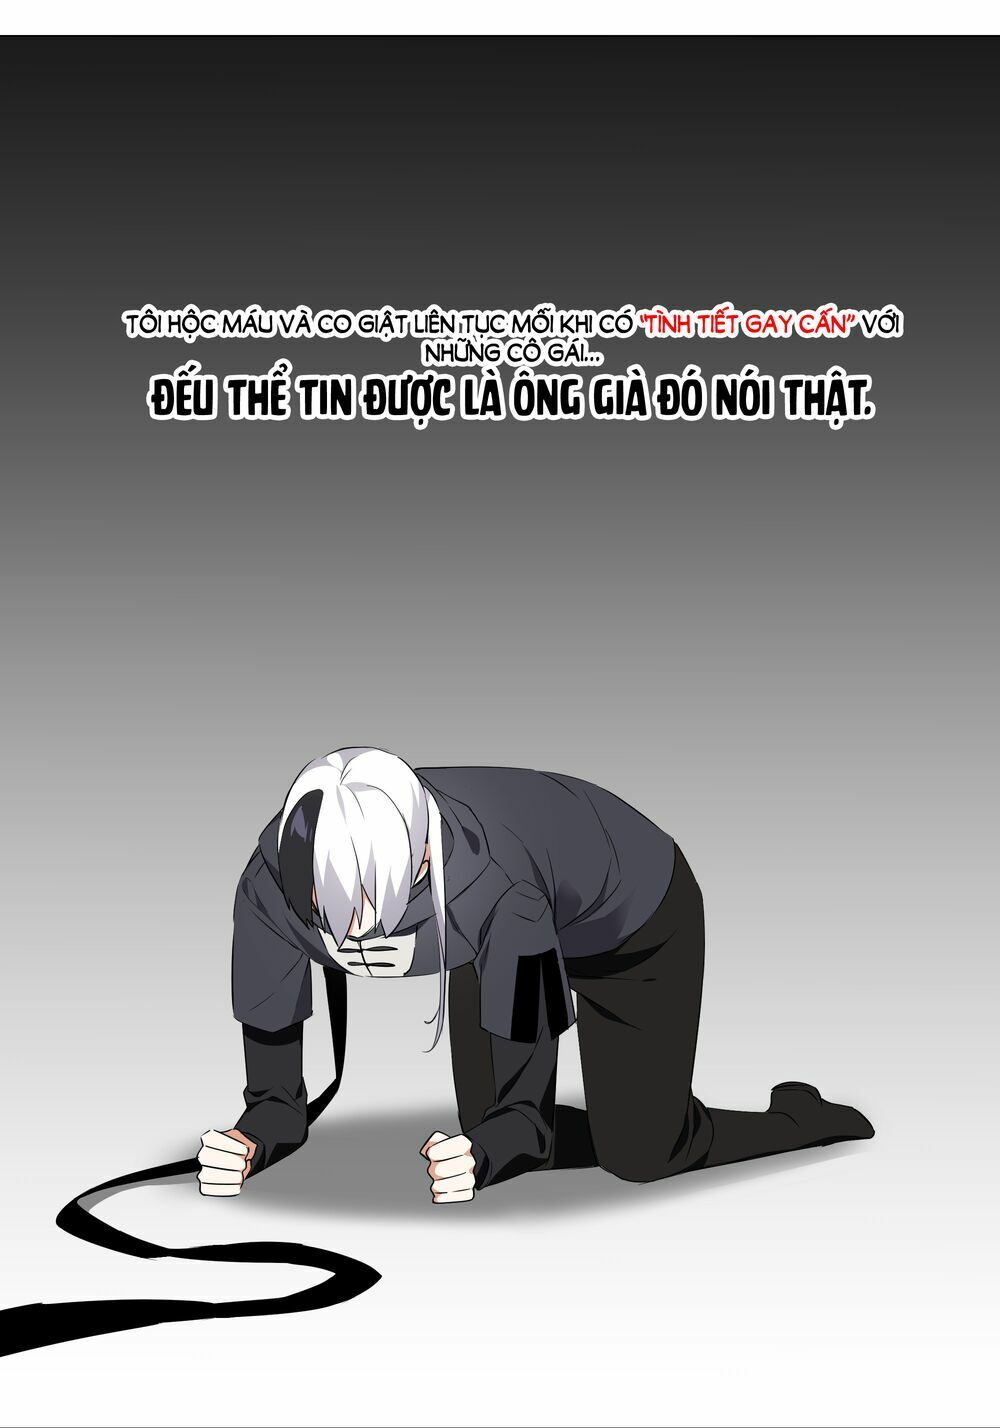 TÔI HỘC MÁU VÀ CO GIẬT LIÊN TỤC MỖI KHI CÓ "TÌNH TIẾT GAY CẤN" VỚI
NHỮNG CÔ GÁI...
ĐẾU THỂ TIN ĐƯỢC LÀ ÔNG GIÀ ĐÓ NÓI THẬT.